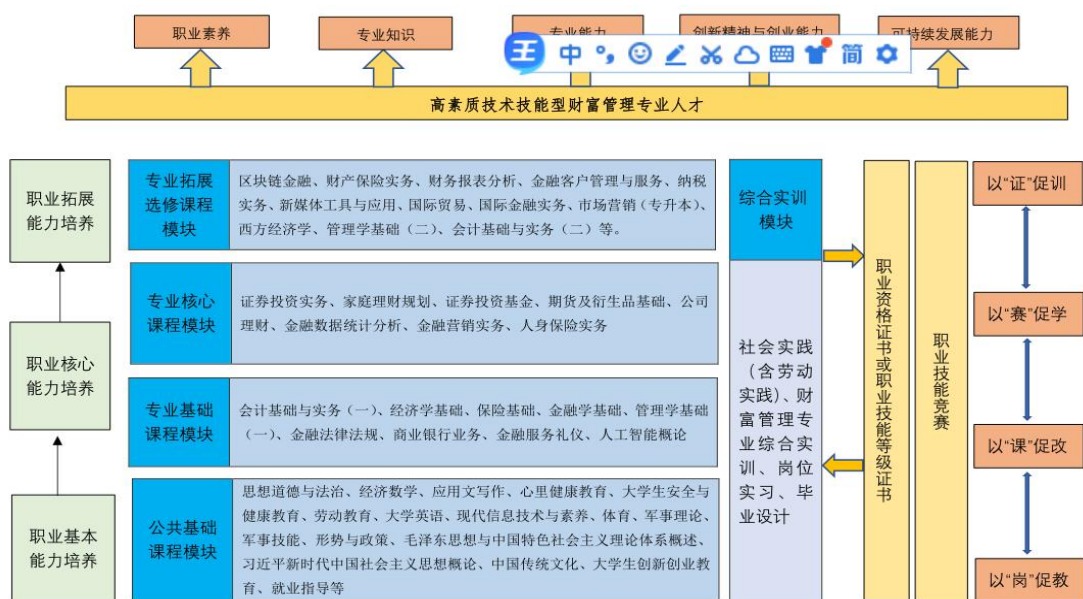 职业素养
专业知识
专业能力
创新精神与创业能力
可持续发展能力
王 中 简
高素质技术技能型财富管理专业人才
职业拓展
能力培养
职业核心
能力培养
职业基本
能力培养
专业拓展
选修课程
模块
区块链金融、财产保险实务、财务报表分析、金融客户管理与服务、纳税
实务、新媒体工具与应用、国际贸易、国际金融实务、市场营销（专升本）、
西方经济学、管理学基础（二）、会计基础与实务（二）等。
专业核心
课程模块
证券投资实务、家庭理财规划、证券投资基金、期货及衍生品基础、公司
理财、金融数据统计分析、金融营销实务、人身保险实务
专业基础
课程模块
会计基础与实务（一）、经济学基础、保险基础、金融学基础、管理学基础
（一）、金融法律法规、商业银行业务、金融服务礼仪、人工智能概论
公共基础
课程模块
思想道德与法治、经济数学、应用文写作、心里健康教育、大学生安全与
健康教育、劳动教育、大学英语、现代信息技术与素养、体育、军事理论、
军事技能、形势与政策、毛泽东思想与中国特色社会主义理论体系概述、
习近平新时代中国社会主义思想概论、中国传统文化、大学生创新创业教
育、就业指导等
综合实训
模块
社会实践
（含劳动
实践）、财
富管理专
业综合实
训、岗位
实习、毕
业设计
职业资格证书或职业技能等级证书
职业技能竞赛
以“证”促训
以“赛”促学
以“课”促改
以“岗”促教